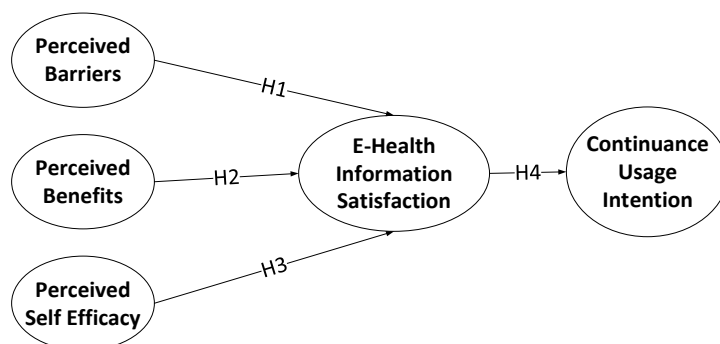 Perceived
Barriers
H1
Perceived
Benefits
H2
Perceived
Self Efficacy
H3
E-Health
Information
Satisfaction
H4
Continuance
Usage
Intention